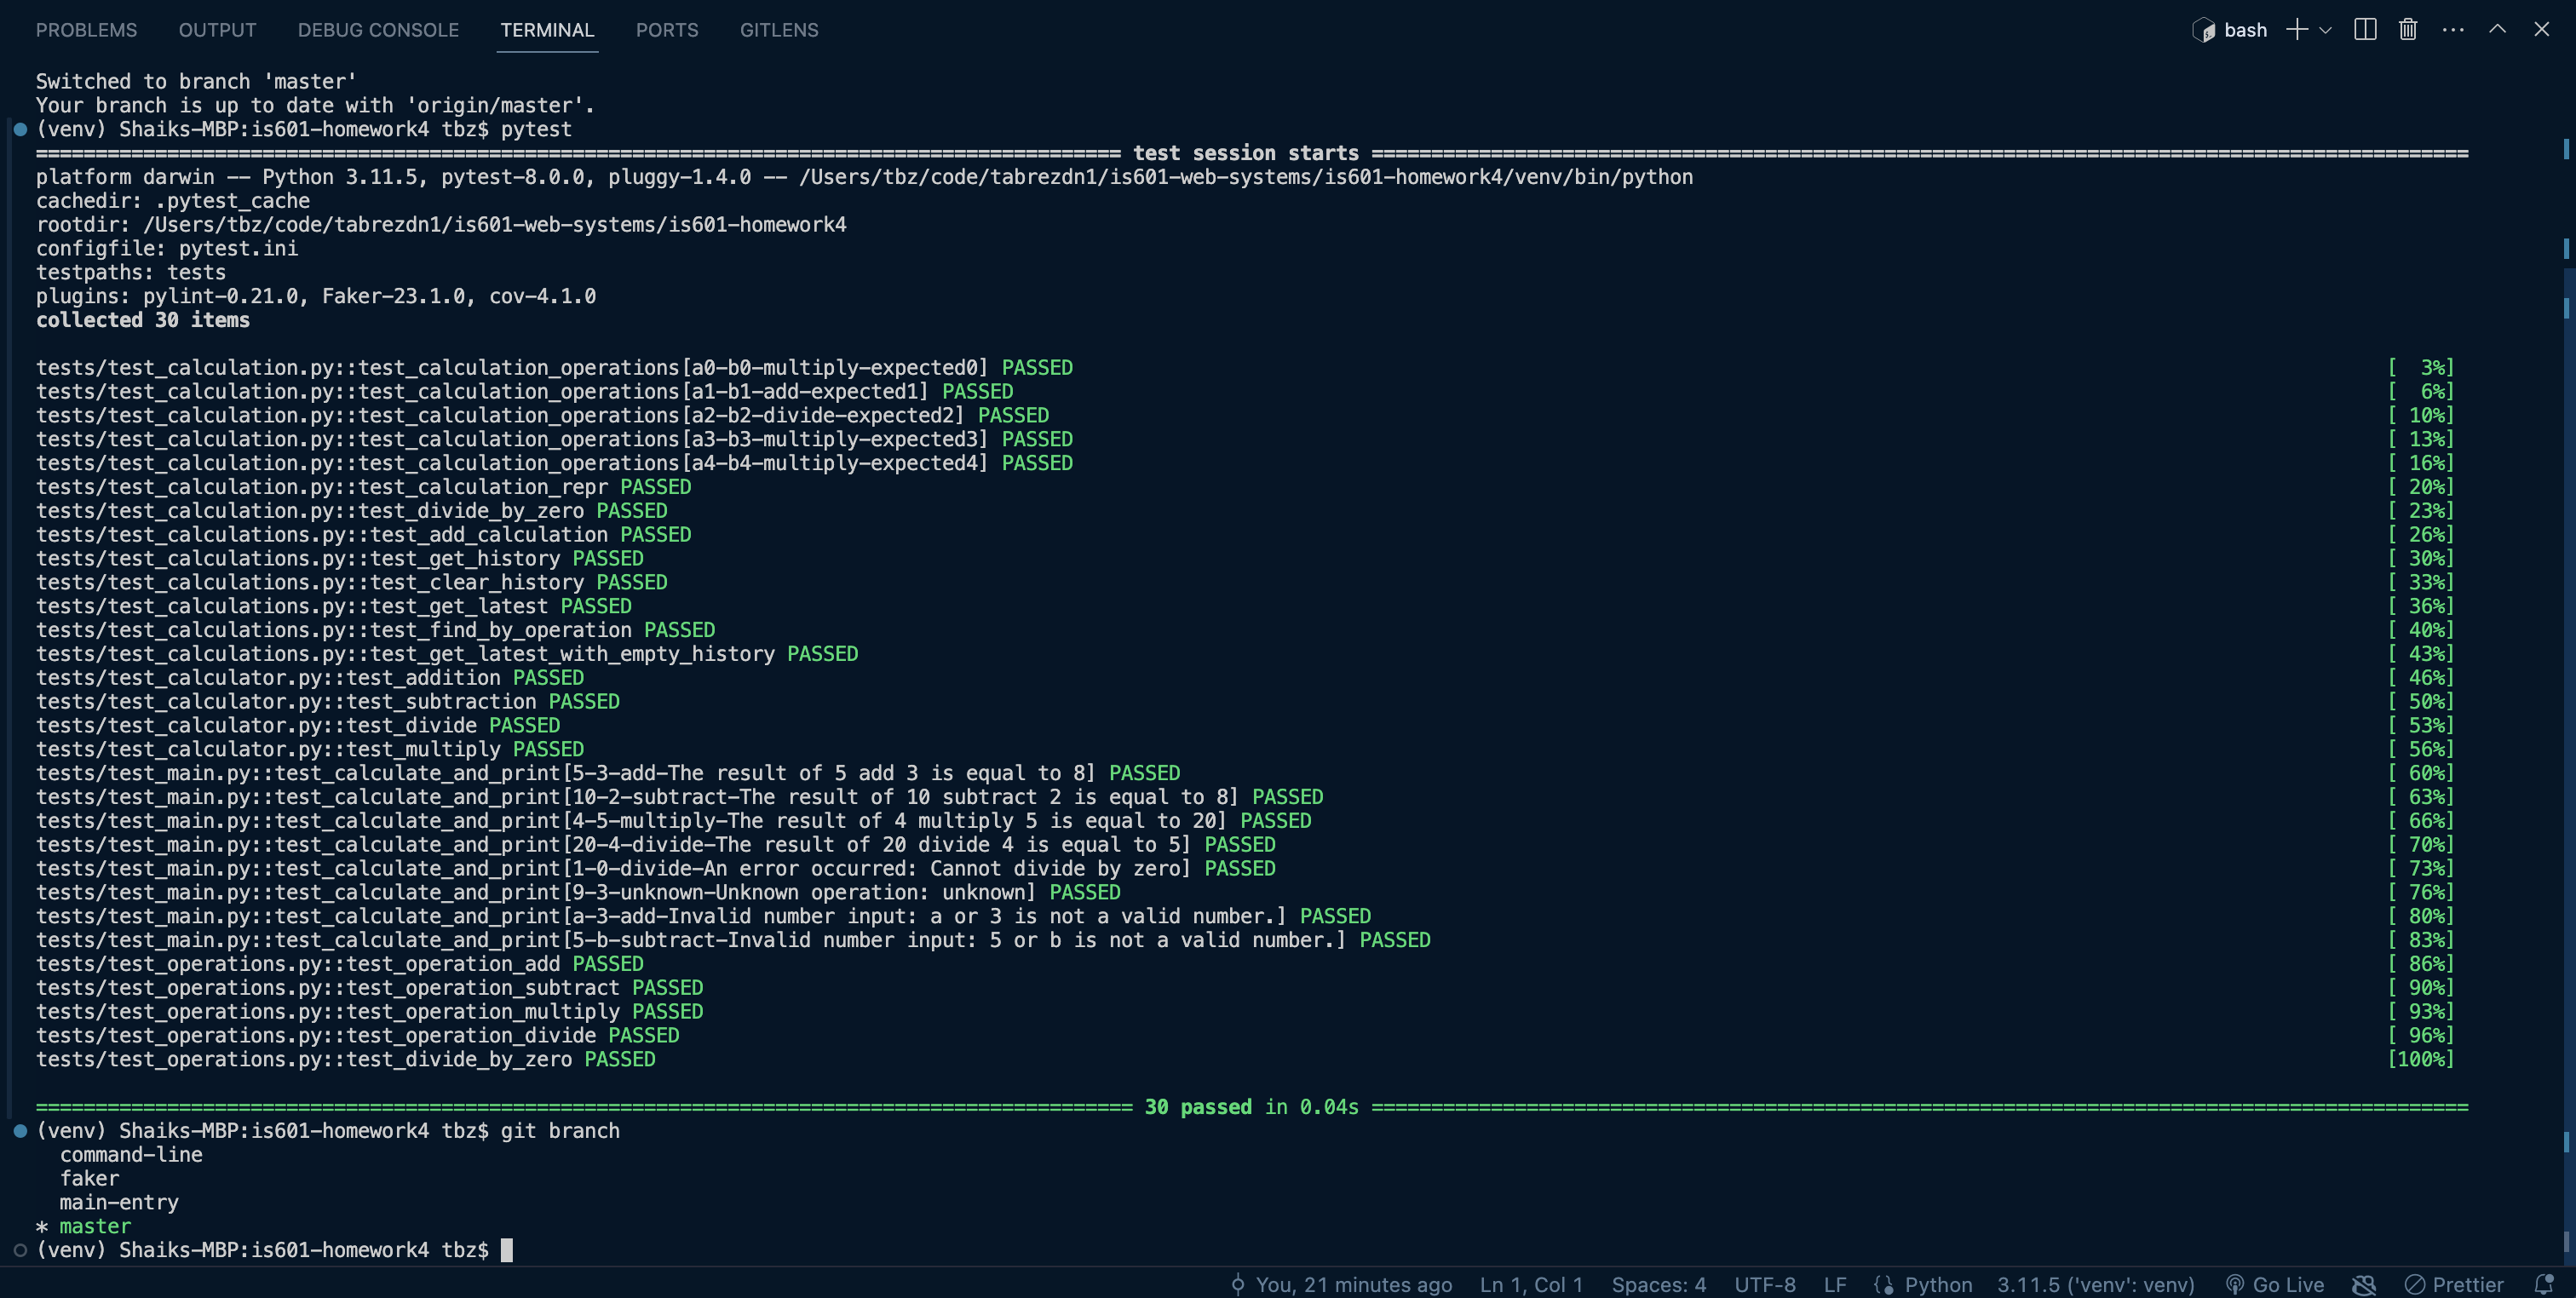 PROBLEMS OUTPUT DEBUG CONSOLE TERMINAL PORTS GITLENS bash
Switched to branch 'master'
Your branch is up to date with 'origin/master'.
(venv) Shaiks-MBP:is601-homework4 tbz$ pytest
=========================================================================================== test session starts ============================================================================================
platform darwin -- Python 3.11.5, pytest-8.0.0, pluggy-1.4.0 -- /Users/tbz/code/tabrezdn1/is601-web-systems/is601-homework4/venv/bin/python
cachedir: .pytest_cache
rootdir: /Users/tbz/code/tabrezdn1/is601-web-systems/is601-homework4
configfile: pytest.ini
testpaths: tests
plugins: pylint-0.21.0, Faker-23.1.0, cov-4.1.0
collected 30 items
tests/test_calculation.py::test_calculation_operations[a0-b0-multiply-expected0] PASSED [  3%]
tests/test_calculation.py::test_calculation_operations[a1-b1-add-expected1] PASSED [  6%]
tests/test_calculation.py::test_calculation_operations[a2-b2-divide-expected2] PASSED [ 10%]
tests/test_calculation.py::test_calculation_operations[a3-b3-multiply-expected3] PASSED [ 13%]
tests/test_calculation.py::test_calculation_operations[a4-b4-multiply-expected4] PASSED [ 16%]
tests/test_calculation.py::test_calculation_repr PASSED [ 20%]
tests/test_calculation.py::test_divide_by_zero PASSED [ 23%]
tests/test_calculations.py::test_add_calculation PASSED [ 26%]
tests/test_calculations.py::test_get_history PASSED [ 30%]
tests/test_calculations.py::test_clear_history PASSED [ 33%]
tests/test_calculations.py::test_get_latest PASSED [ 36%]
tests/test_calculations.py::test_find_by_operation PASSED [ 40%]
tests/test_calculations.py::test_get_latest_with_empty_history PASSED [ 43%]
tests/test_calculator.py::test_addition PASSED [ 46%]
tests/test_calculator.py::test_subtraction PASSED [ 50%]
tests/test_calculator.py::test_divide PASSED [ 53%]
tests/test_calculator.py::test_multiply PASSED [ 56%]
tests/test_main.py::test_calculate_and_print[5-3-add-The result of 5 add 3 is equal to 8] PASSED [ 60%]
tests/test_main.py::test_calculate_and_print[10-2-subtract-The result of 10 subtract 2 is equal to 8] PASSED [ 63%]
tests/test_main.py::test_calculate_and_print[4-5-multiply-The result of 4 multiply 5 is equal to 20] PASSED [ 66%]
tests/test_main.py::test_calculate_and_print[20-4-divide-The result of 20 divide 4 is equal to 5] PASSED [ 70%]
tests/test_main.py::test_calculate_and_print[1-0-divide-An error occurred: Cannot divide by zero] PASSED [ 73%]
tests/test_main.py::test_calculate_and_print[9-3-unknown-Unknown operation: unknown] PASSED [ 76%]
tests/test_main.py::test_calculate_and_print[a-3-add-Invalid number input: a or 3 is not a valid number.] PASSED [ 80%]
tests/test_main.py::test_calculate_and_print[5-b-subtract-Invalid number input: 5 or b is not a valid number.] PASSED [ 83%]
tests/test_operations.py::test_operation_add PASSED [ 86%]
tests/test_operations.py::test_operation_subtract PASSED [ 90%]
tests/test_operations.py::test_operation_multiply PASSED [ 93%]
tests/test_operations.py::test_operation_divide PASSED [ 96%]
tests/test_operations.py::test_divide_by_zero PASSED [100%]
============================================================================================ 30 passed in 0.04s ============================================================================================
(venv) Shaiks-MBP:is601-homework4 tbz$ git branch
command-line
faker
main-entry
* master
(venv) Shaiks-MBP:is601-homework4 tbz$
You, 21 minutes ago Ln 1, Col 1 Spaces: 4 UTF-8 LF Python 3.11.5 ('venv': venv) Go Live Prettier